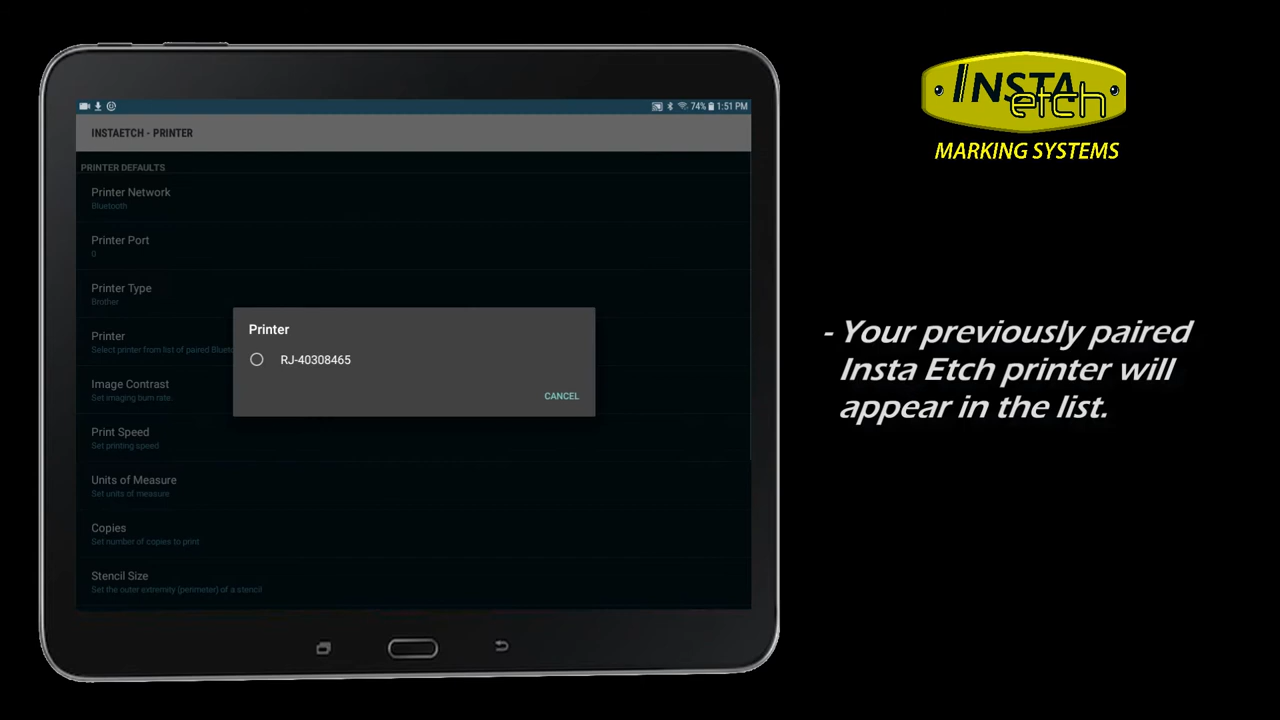 INSTA
etch
MARKING SYSTEMS
74% 1:51 PM
INSTAETCH - PRINTER
PRINTER DEFAULTS
Printer Network
Bluetooth
Printer Port
0
Printer Type
Brother
Printer
Select printer from list of paired Blueto
Image Contrast
Set imaging burn rate.
Print Speed
Set printing speed
Units of Measure
Set units of measure
Copies
Set number of copies to print
Stencil Size
Set the outer extremity (perimeter) of a stencil
Printer
RJ-40308465
CANCEL
- Your previously paired
Insta Etch printer will
appear in the list.